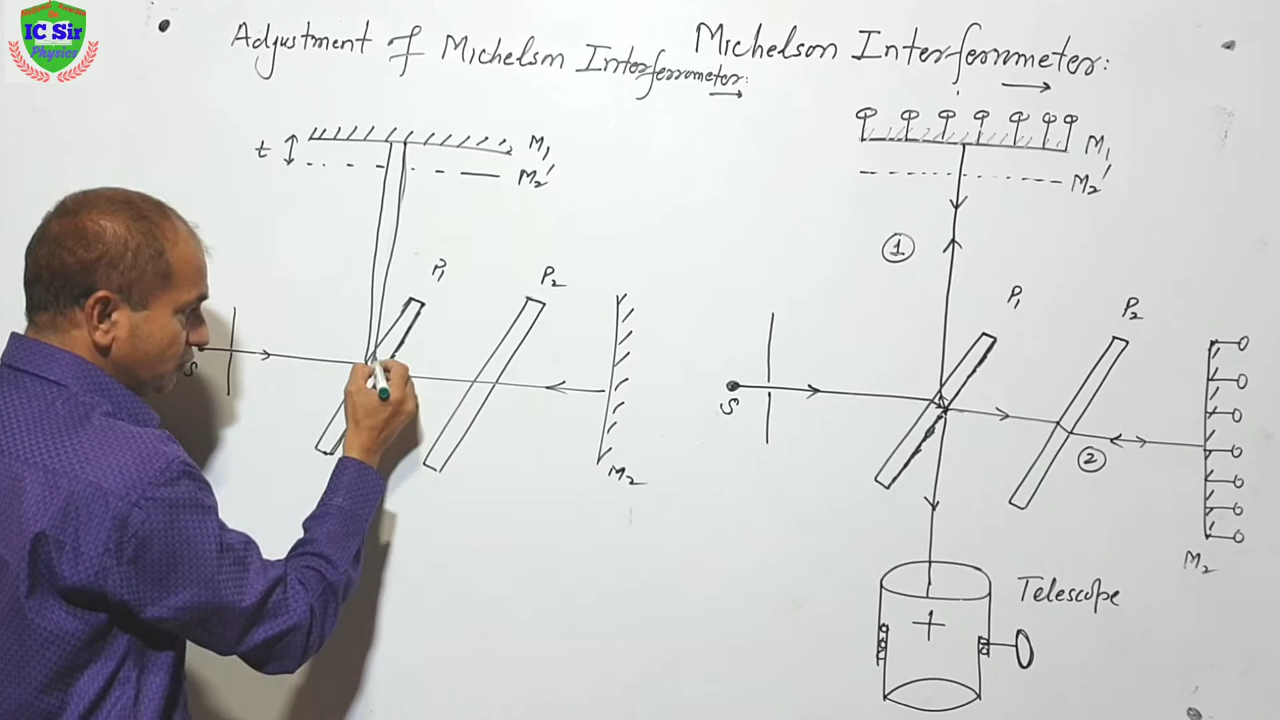 IC Sir
Physics
Adjustment of Michelson Interferrometer:
Michelson Interferrometer:
t
M₁
M₂'
P₁
P₂
S
M₂
M₁
M₂'
1
P₁
P₂
S
2
M₂
Telescope